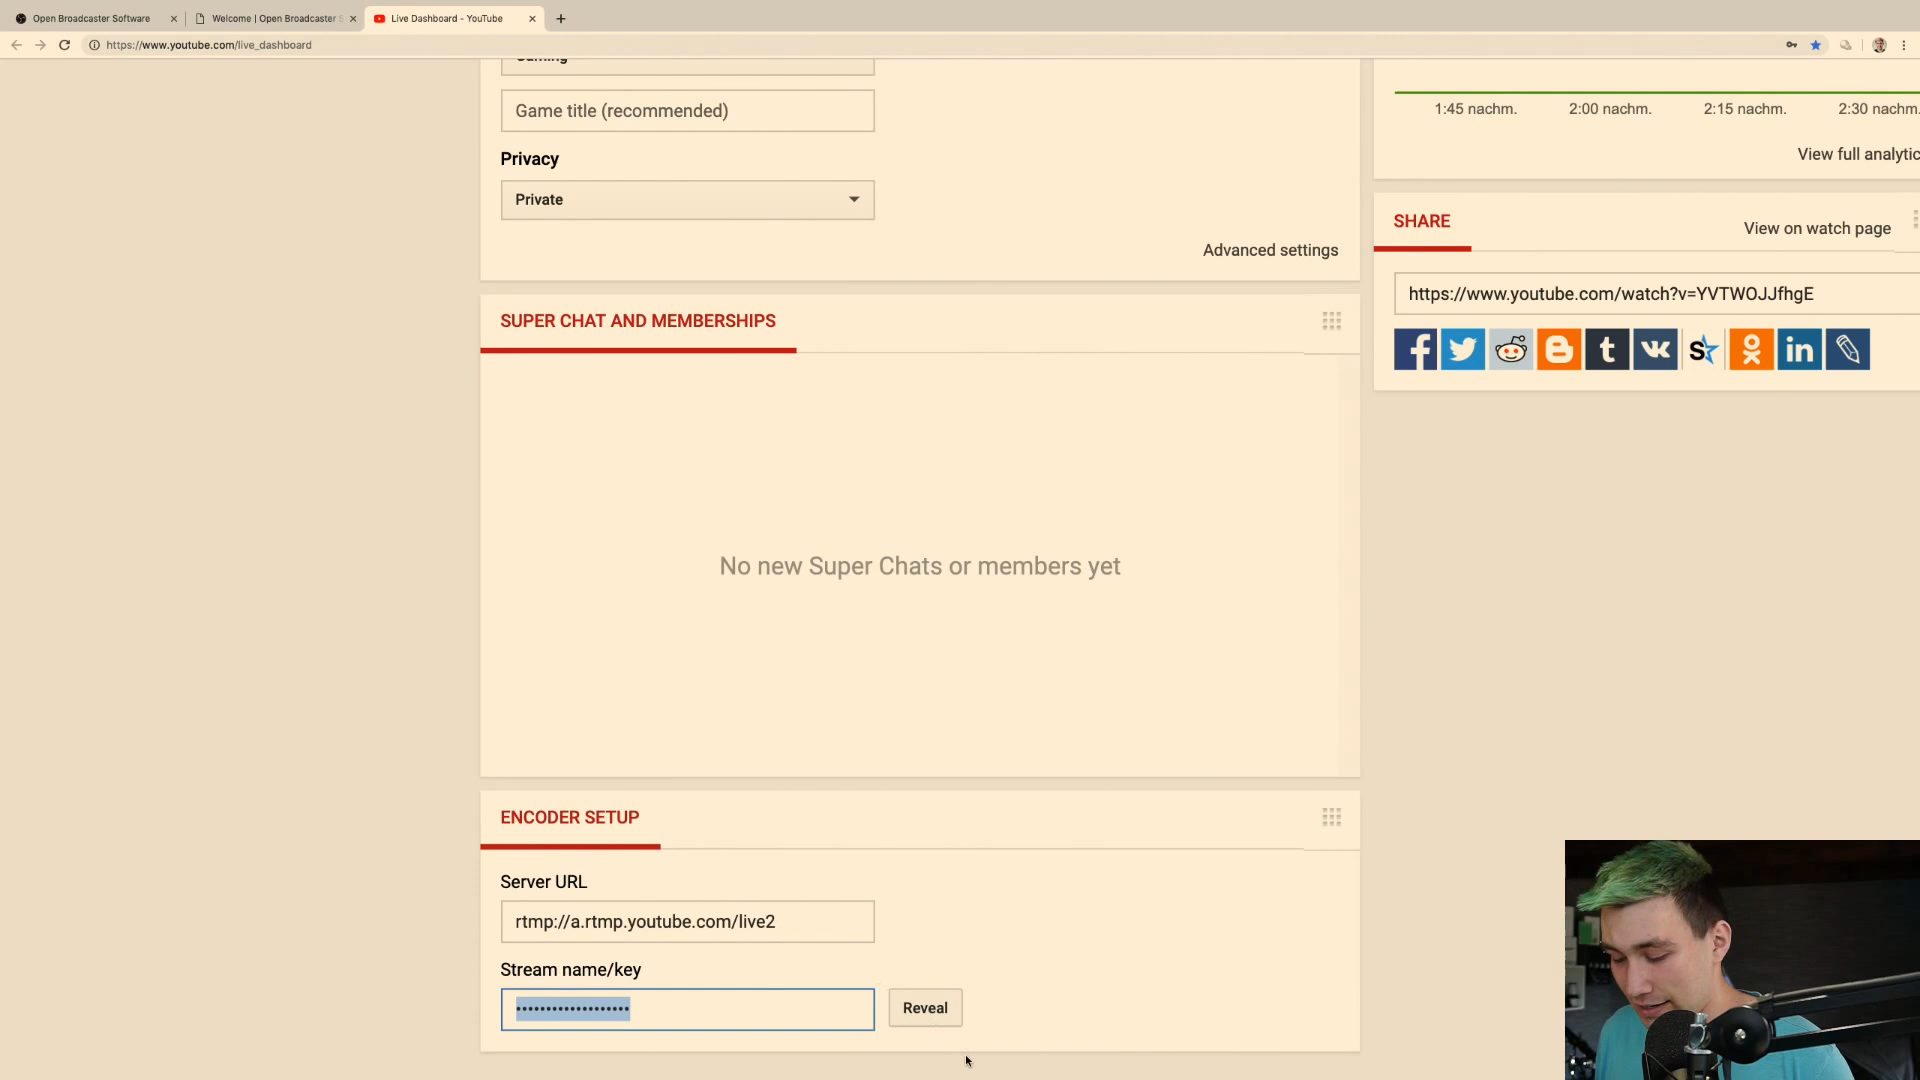 Open Broadcaster Software
Welcome | Open Broadcaster S
Live Dashboard - YouTube
https://www.youtube.com/live_dashboard
Gaming
Game title (recommended)
Privacy
Private
Advanced settings
SUPER CHAT AND MEMBERSHIPS
No new Super Chats or members yet
ENCODER SETUP
Server URL
rtmp://a.rtmp.youtube.com/live2
Stream name/key
•••••••••••••••••••
Reveal
1:45 nachm. 2:00 nachm. 2:15 nachm. 2:30 nachm.
View full analytic
SHARE
View on watch page
https://www.youtube.com/watch?v=YVTWOJJfhgE